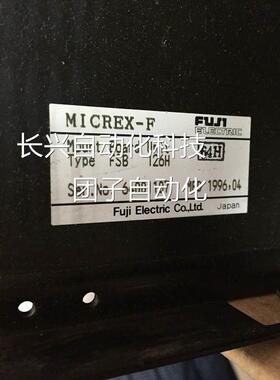 MICREX-F
FUJI
ELECTRIC
长兴自动化科技
Type FSB 126H
64H
团子自动化
1996.04
Fuji Electric Co.,Ltd. Japan